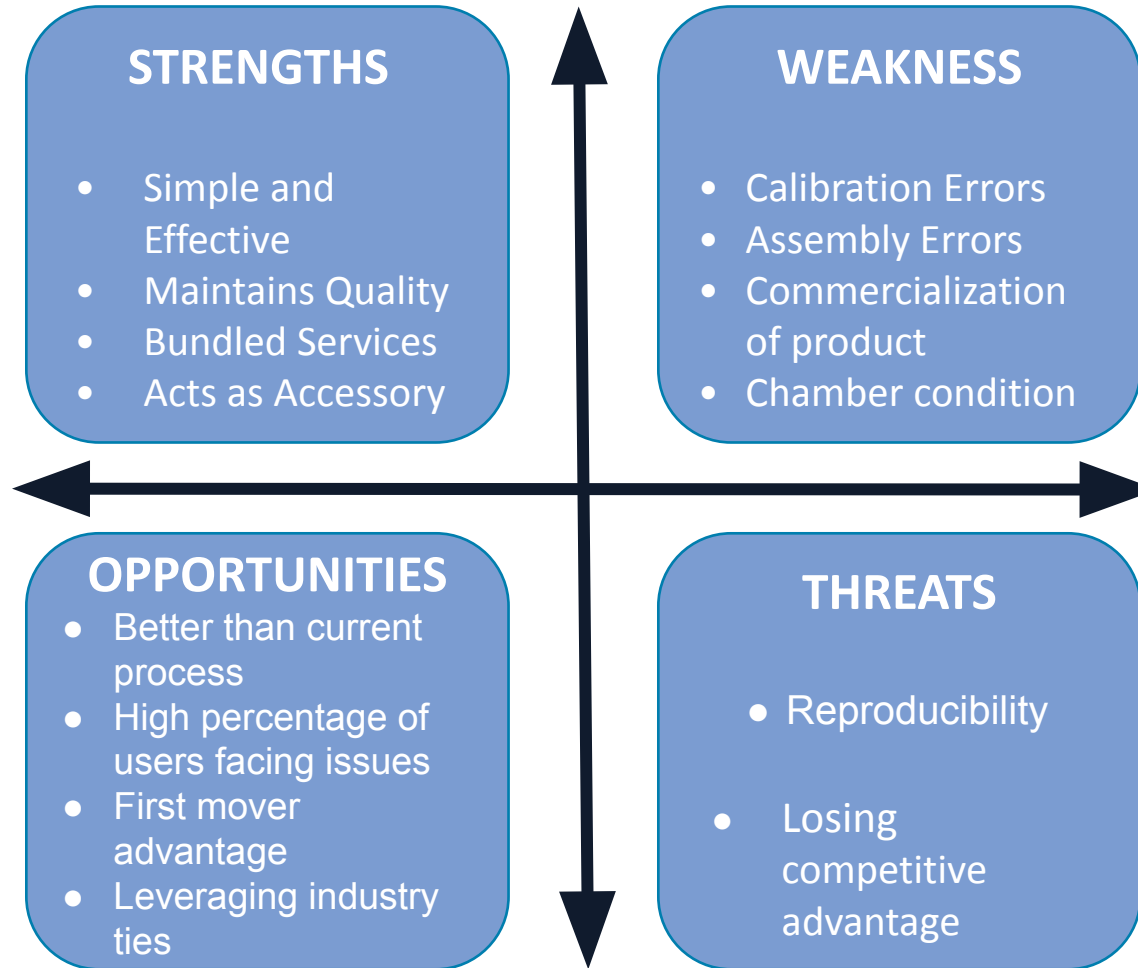 STRENGTHS
• Simple and
Effective
• Maintains Quality
• Bundled Services
• Acts as Accessory
WEAKNESS
• Calibration Errors
• Assembly Errors
• Commercialization
of product
• Chamber condition
OPPORTUNITIES
● Better than current
process
● High percentage of
users facing issues
● First mover
advantage
● Leveraging industry
ties
THREATS
● Reproducibility
● Losing
competitive
advantage